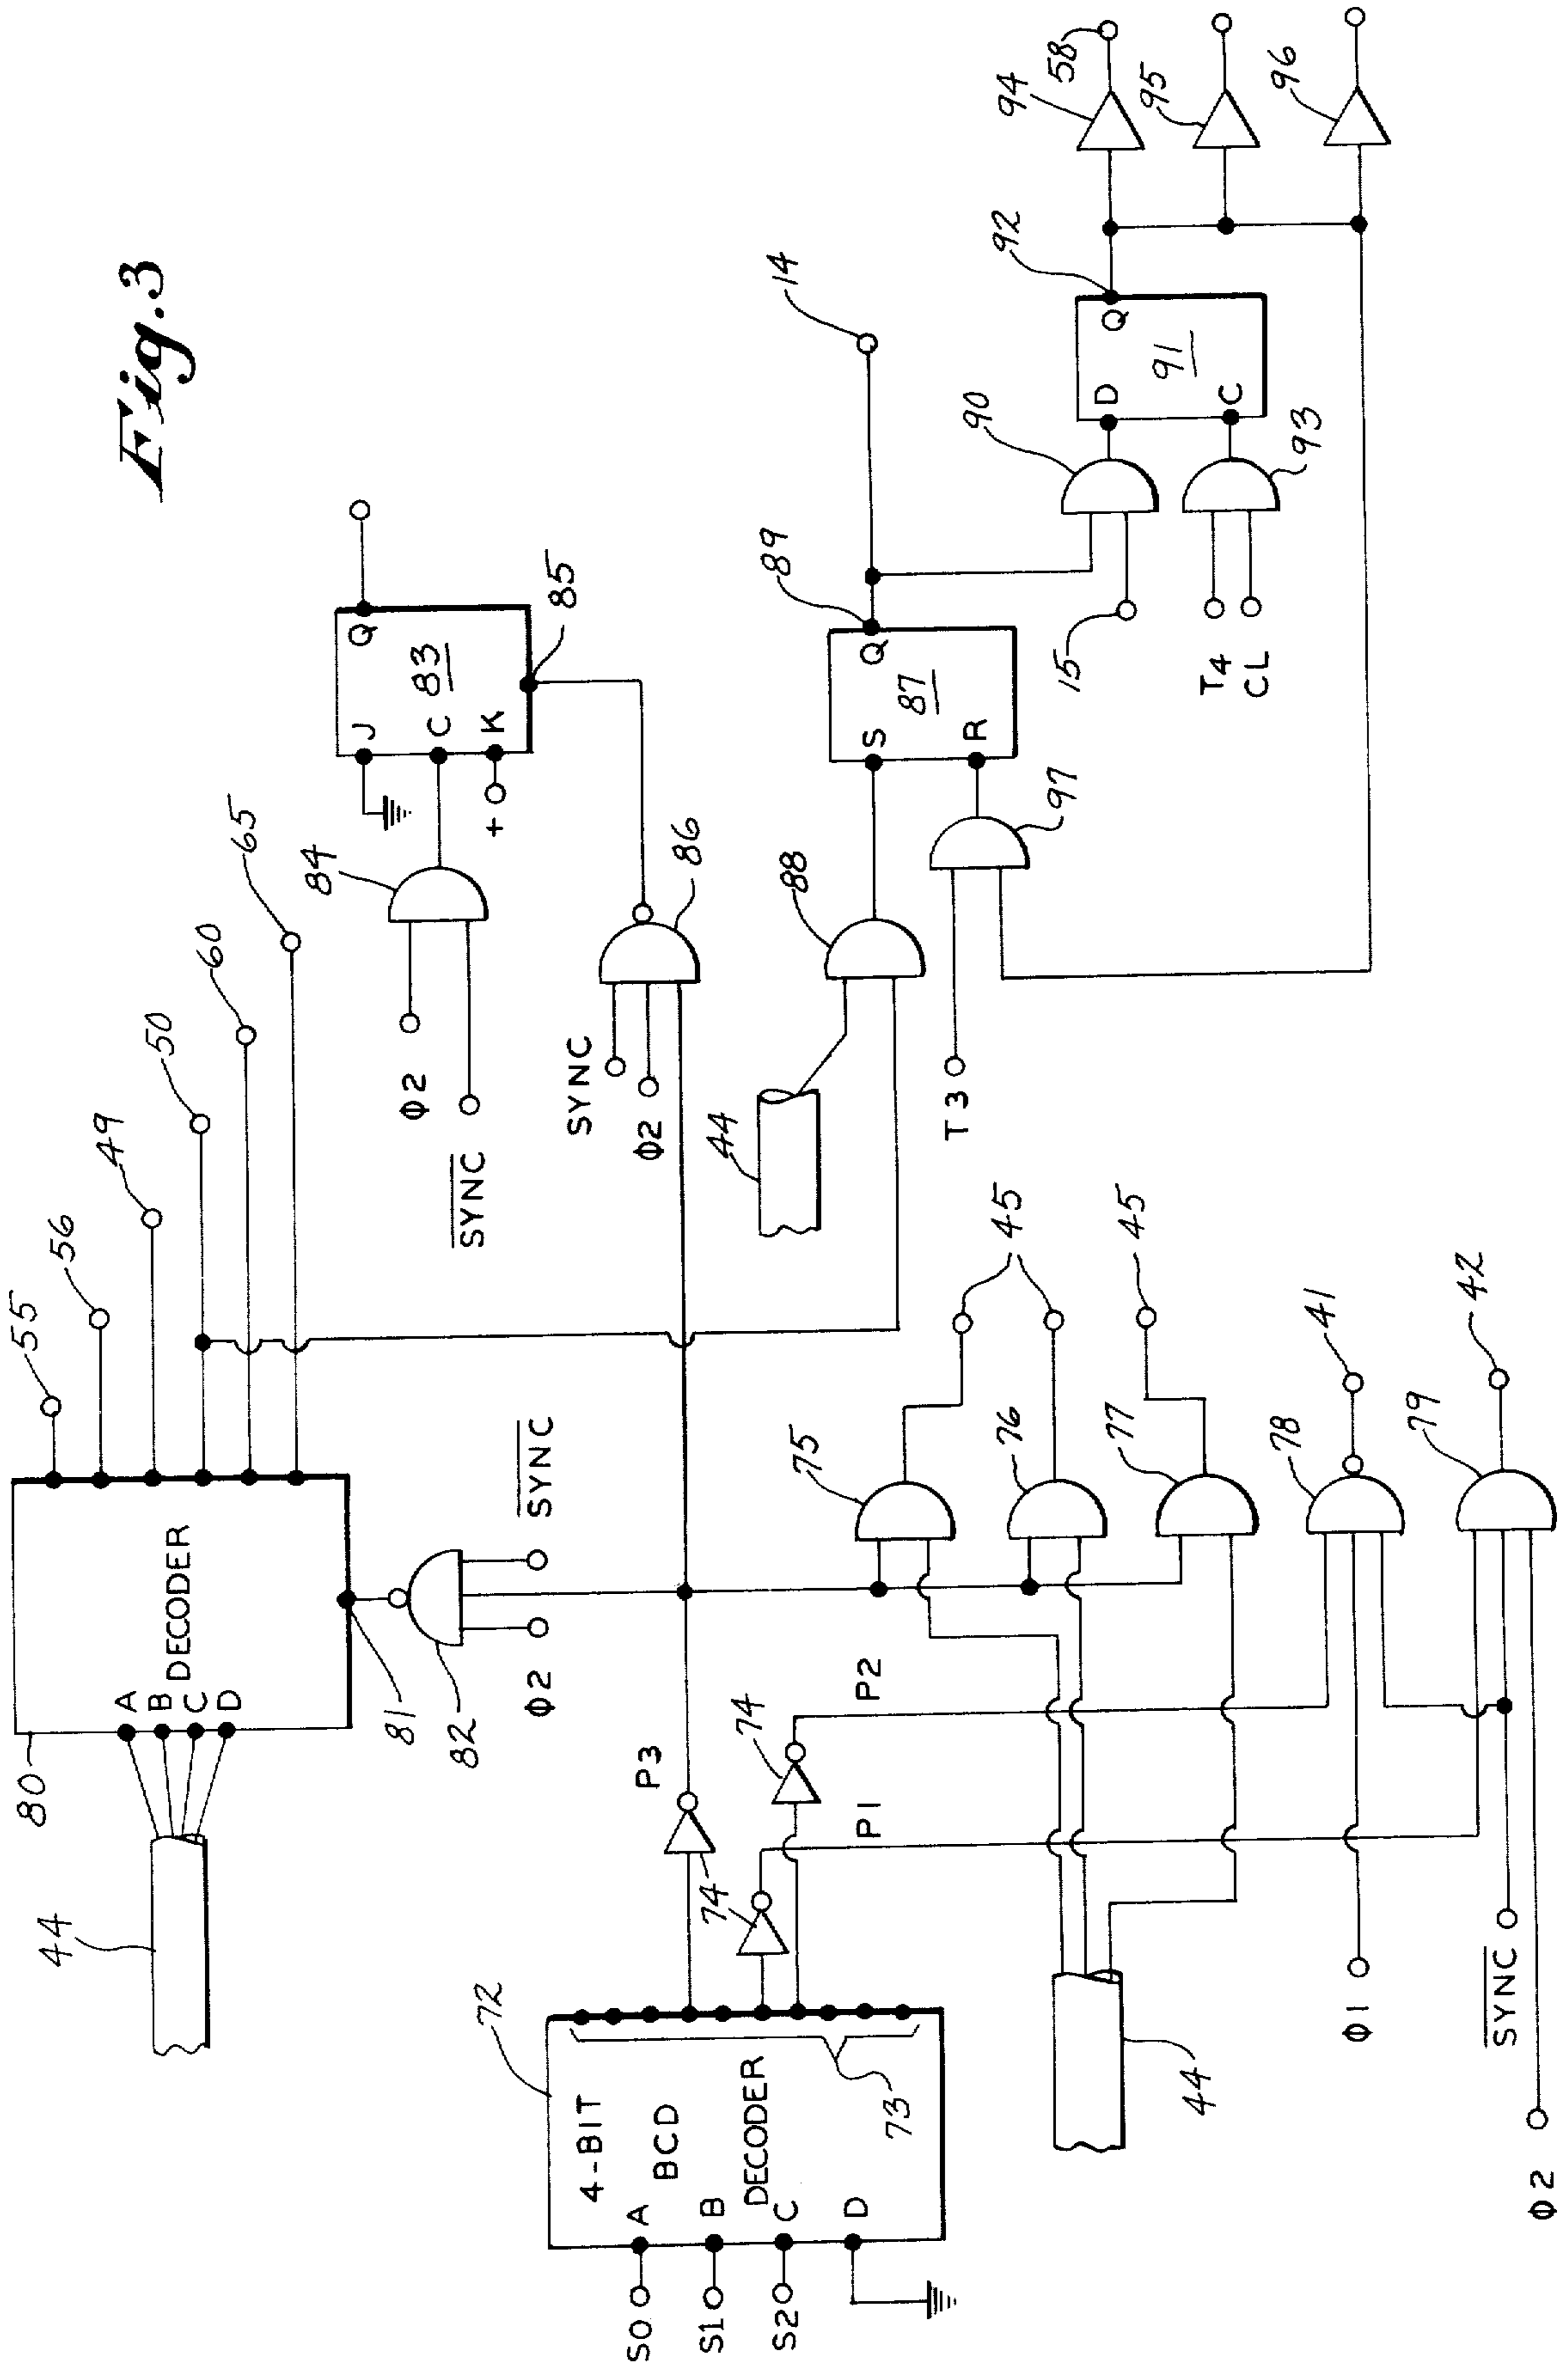 Fig. 3
80
44
A
B
C
D
DECODER
55
56
49
50
60
65
81
82
Φ2
SYNC
84
Φ2
SYNC
J
C
K
Q
83
+
85
SYNC
Φ2
86
72
4-BIT
BCD
DECODER
73
S0
S1
S2
A
B
C
D
74
P3
74
P1
74
P2
44
75
76
77
78
79
45
45
41
42
Φ1
SYNC
Φ2
44
88
T3
97
S
R
Q
87
89
14
15
90
T4
CL
93
D
C
Q
91
92
94
58
95
96